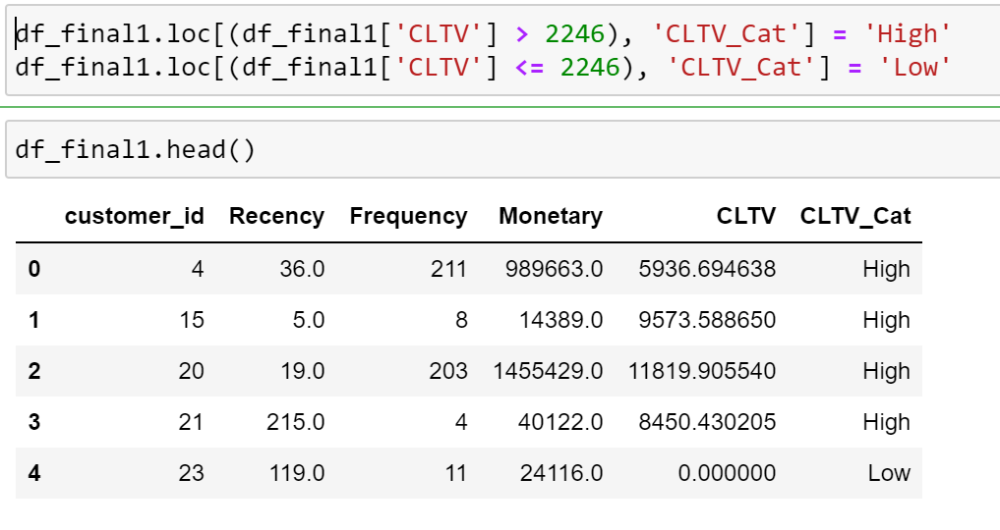 df_final1.loc[(df_final1['CLTV'] > 2246), 'CLTV_Cat'] = 'High'
df_final1.loc[(df_final1['CLTV'] <= 2246), 'CLTV_Cat'] = 'Low'
df_final1.head()
customer_id Recency Frequency Monetary CLTV CLTV_Cat
0 4 36.0 211 989663.0 5936.694638 High
1 15 5.0 8 14389.0 9573.588650 High
2 20 19.0 203 1455429.0 11819.905540 High
3 21 215.0 4 40122.0 8450.430205 High
4 23 119.0 11 24116.0 0.000000 Low